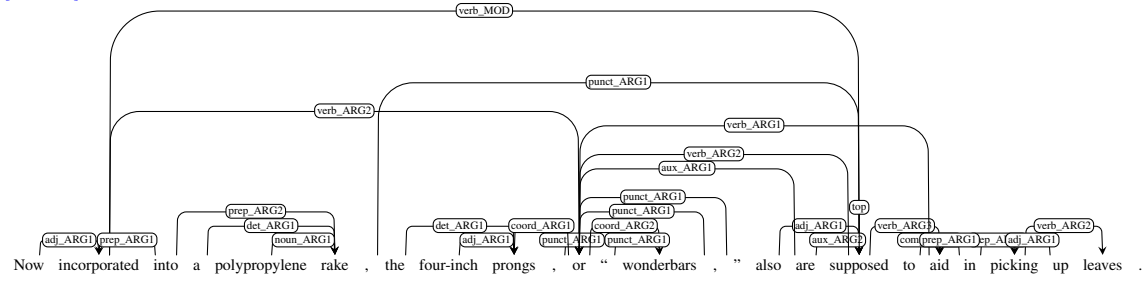 verb_MOD
punct_ARG1
verb_ARG2
verb_ARG1
verb_ARG2
aux_ARG1
punct_ARG1
prep_ARG2 punct_ARG1 top
det_ARG1 det_ARG1 coord_ARG1 coord_ARG2 adj_ARG1 verb_ARG3 verb_ARG2
adj_ARG1 prep_ARG1 noun_ARG1 adj_ARG1 punct_ARG1 punct_ARG1 aux_ARG2 prep_ARG1 adj_ARG1
Now incorporated into a polypropylene rake , the four-inch prongs , or “ wonderbars , ” also are supposed to aid in picking up leaves .